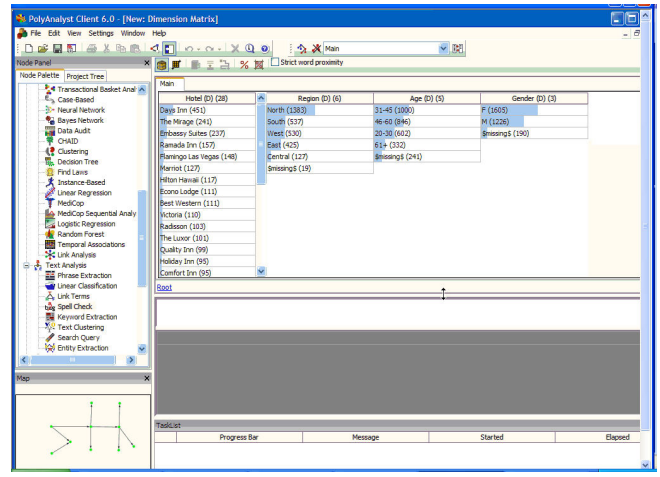 PolyAnalyst Client 6.0 - [New: Dimension Matrix]
File Edit View Settings Window Help
Main
Node Panel
Strict word proximity
Node Palette Project Tree
Main
Transactional Basket Anal
Case-Based
Neural Network
Bayes Network
Data Audit
CHAID
Clustering
Decision Tree
Find Laws
Instance-Based
Linear Regression
MediCop
MediCop Sequential Analy
Logistic Regression
Random Forest
Temporal Associations
Link Analysis
Text Analysis
Phrase Extraction
Linear Classification
Link Terms
Spell Check
Keyword Extraction
Text Clustering
Search Query
Entity Extraction
Hotel (D) (28) Region (D) (6) Age (D) (5) Gender (D) (3)
Days Inn (451) North (1383) 31-45 (1000) F (1605)
The Mirage (241) South (537) 46-60 (846) M (1226)
Embassy Suites (237) West (530) 20-30 (602) $missing$ (190)
Ramada Inn (157) East (425) 61+ (332)
Flamingo Las Vegas (148) Central (127) $missing$ (241)
Marriot (127) $missing$ (19)
Hilton Hawaii (117)
Econo Lodge (111)
Best Western (111)
Victoria (110)
Radisson (103)
The Luxor (101)
Quality Inn (99)
Holiday Inn (95)
Comfort Inn (95)
Root
Map
TaskList
Progress Bar Message Started Elapsed